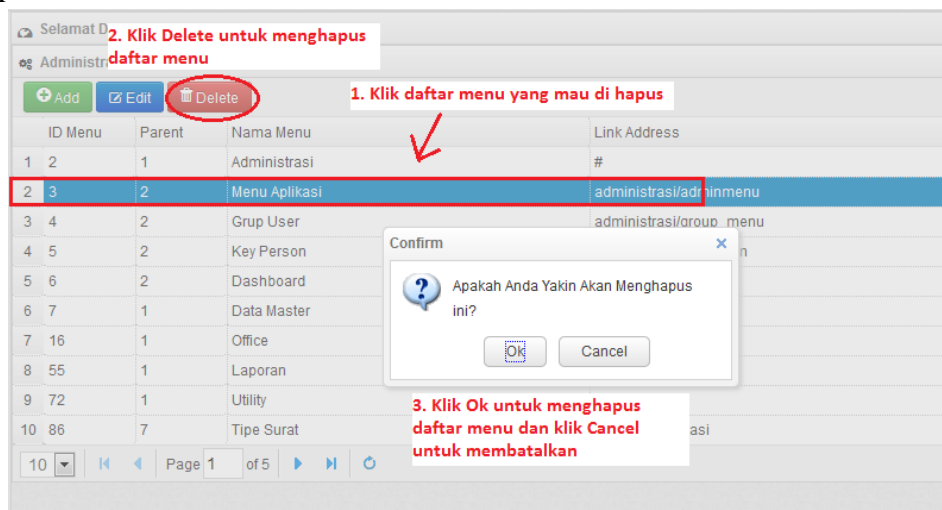 Selamat D
2. Klik Delete untuk menghapus
daftar menu
Administr
Add Edit Delete
1. Klik daftar menu yang mau di hapus
ID Menu Parent Nama Menu Link Address
1 2 1 Administrasi #
2 3 2 Menu Aplikasi administrasi/adminmenu
3 4 2 Grup User administrasi/group_menu
4 5 2 Key Person n
5 6 2 Dashboard
6 7 1 Data Master
7 16 1 Office
8 55 1 Laporan
9 72 1 Utility
10 86 7 Tipe Surat asi
Confirm
Apakah Anda Yakin Akan Menghapus
ini?
Ok Cancel
3. Klik Ok untuk menghapus
daftar menu dan klik Cancel
untuk membatalkan
10 Page 1 of 5